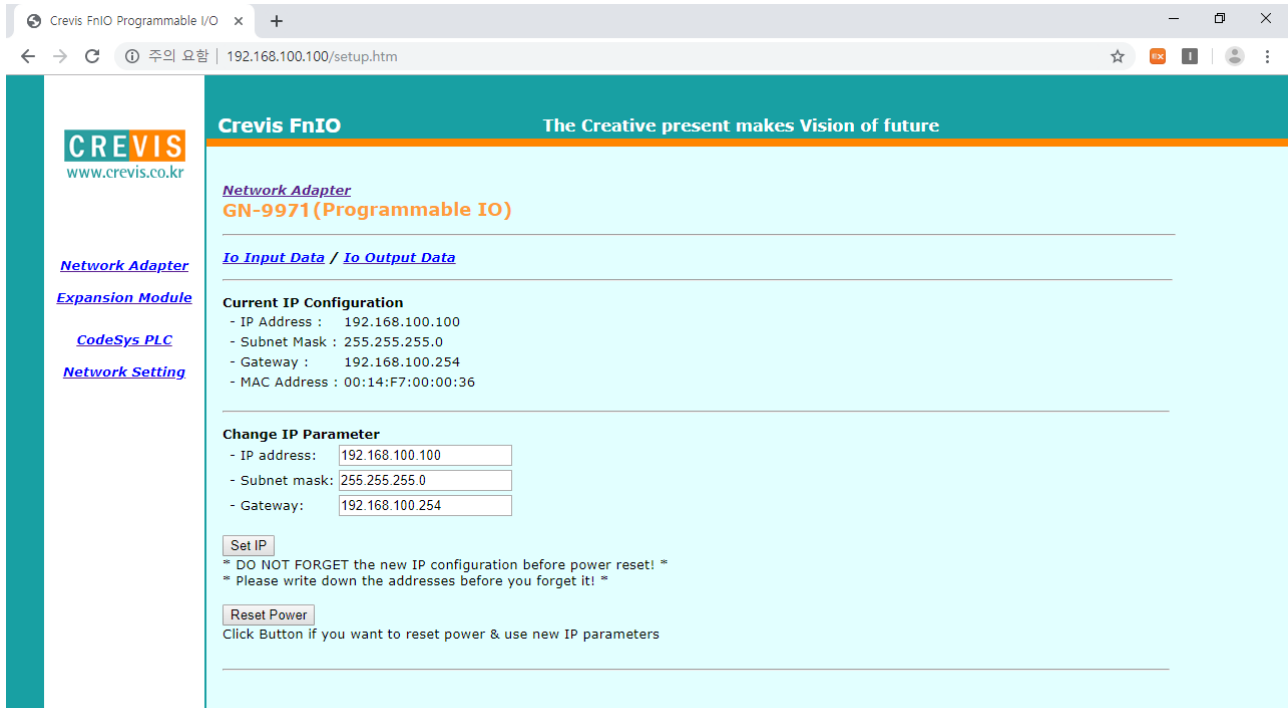 Crevis FnIO Programmable I/O
주의 요함 | 192.168.100.100/setup.htm
EX
I
CREVIS
www.crevis.co.kr
Network Adapter
Expansion Module
CodeSys PLC
Network Setting
Crevis FnIO The Creative present makes Vision of future
Network Adapter
GN-9971(Programmable IO)
Io Input Data / Io Output Data
Current IP Configuration
- IP Address : 192.168.100.100
- Subnet Mask : 255.255.255.0
- Gateway : 192.168.100.254
- MAC Address : 00:14:F7:00:00:36
Change IP Parameter
- IP address: 192.168.100.100
- Subnet mask: 255.255.255.0
- Gateway: 192.168.100.254
Set IP
* DO NOT FORGET the new IP configuration before power reset! *
* Please write down the addresses before you forget it! *
Reset Power
Click Button if you want to reset power & use new IP parameters